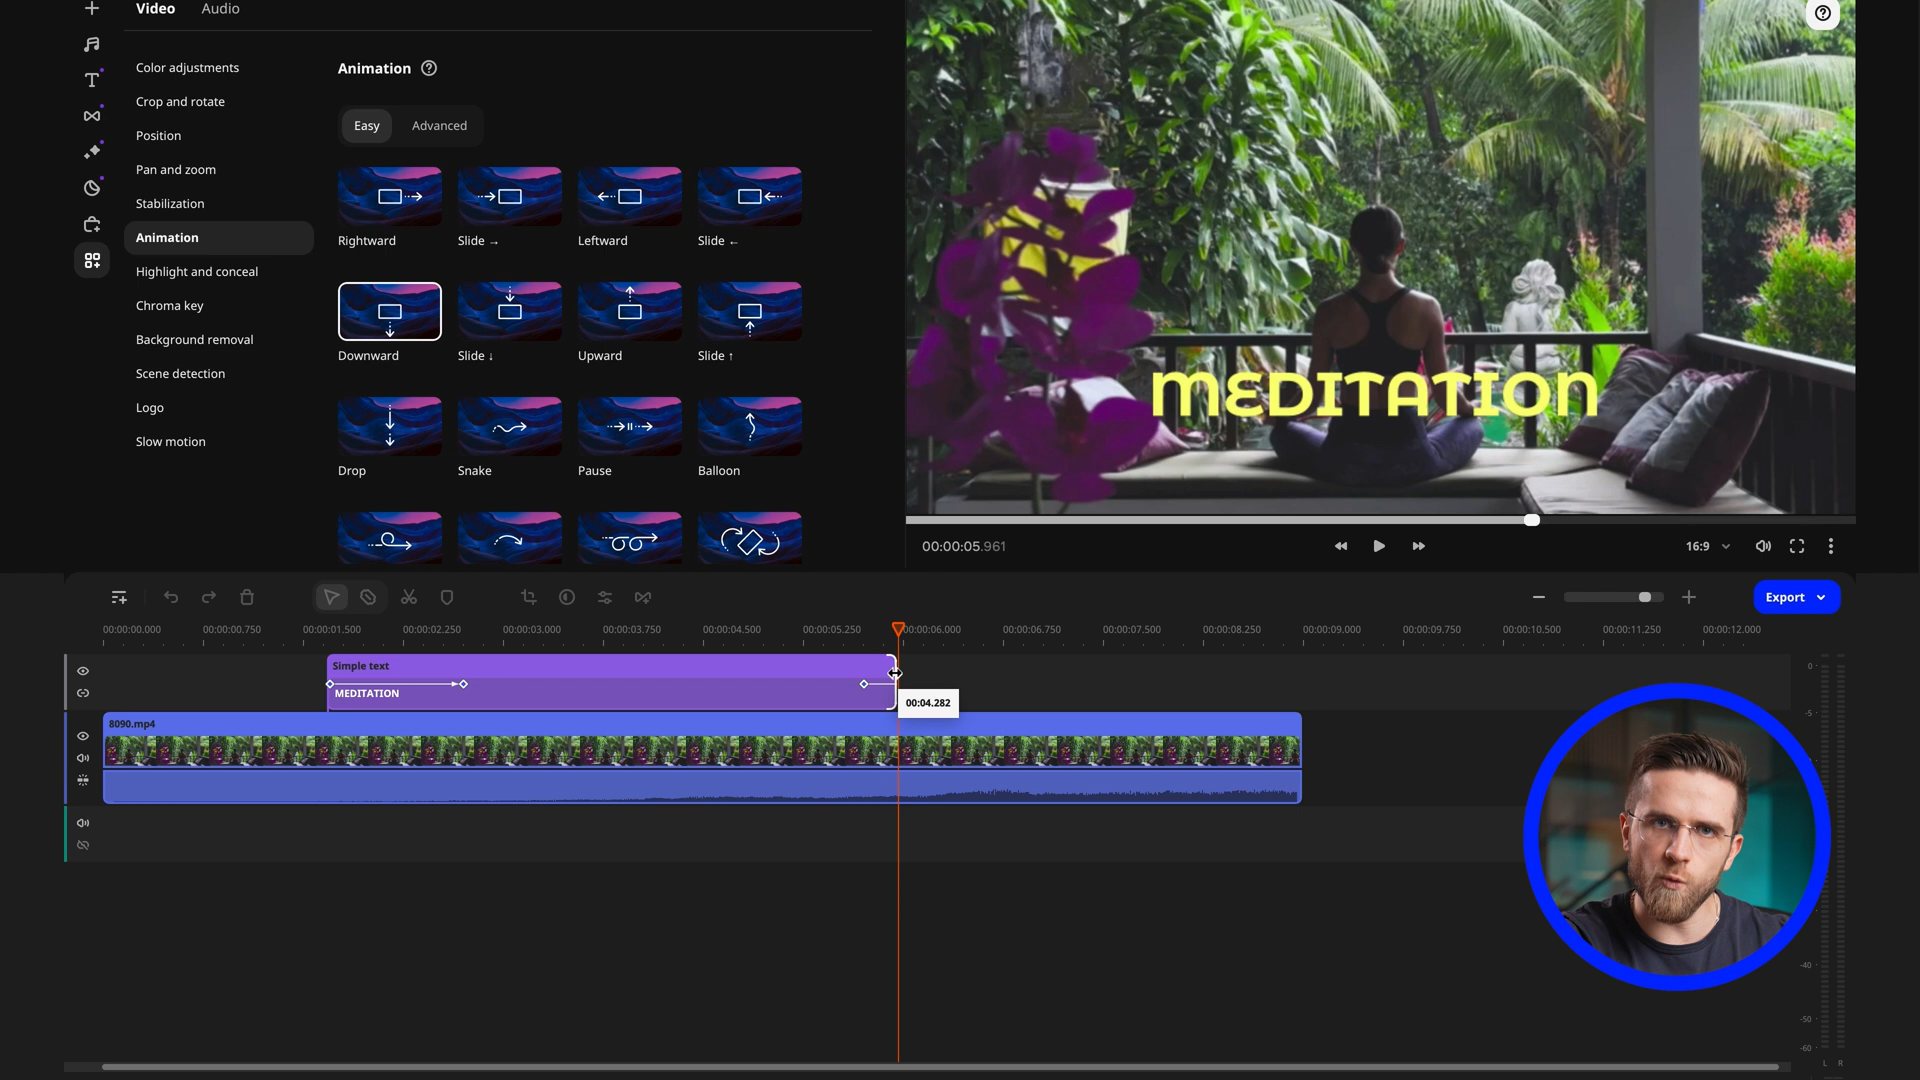 Video Audio
Color adjustments
Crop and rotate
Position
Pan and zoom
Stabilization
Animation
Highlight and conceal
Chroma key
Background removal
Scene detection
Logo
Slow motion
Animation
Easy Advanced
Rightward Slide → Leftward Slide ←
Downward Slide ↓ Upward Slide ↑
Drop Snake Pause Balloon
MEDITATION
00:00:05.961
16:9
Export
00:00:00.000 00:00:00.750 00:00:01.500 00:00:02.250 00:00:03.000 00:00:03.750 00:00:04.500 00:00:05.250 00:00:06.000 00:00:06.750 00:00:07.500 00:00:08.250 00:00:09.000 00:00:09.750 00:00:10.500 00:00:11.250 00:00:12.000
Simple text
MEDITATION
00:04.282
8090.mp4
0
-5
-40
-50
-60
L R